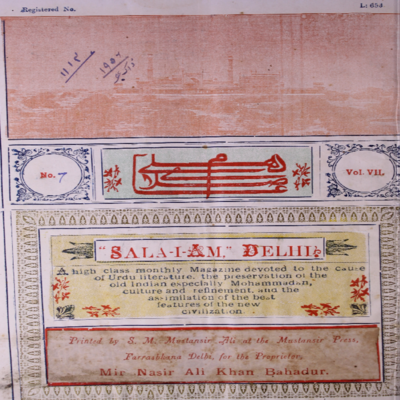 Registered No.
L: 653
۱۹۵۶
No. 7
Vol. VII.
"SALA-I-AM," DELHI.
A high class monthly Magazine devoted to the cause
of Urdu literature, the preservation of the
old Indian especially Mohammadan,
culture and refinement, and the
assimilation of the best
features of the new
civilization
Printed by S. M. Mustansir Ali at the Mustansir Press,
Farrashkhana Delhi, for the Proprietor,
Mir Nasir Ali Khan Bahadur.